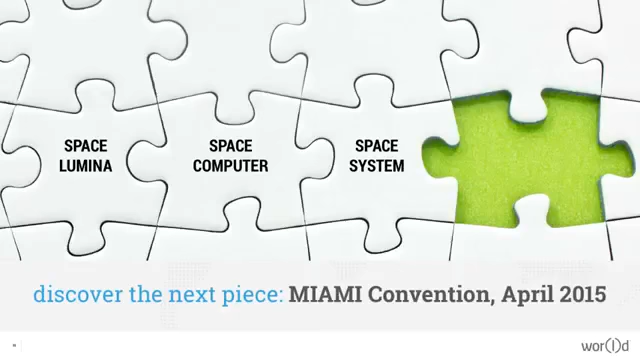 SPACE
LUMINA
SPACE
COMPUTER
SPACE
SYSTEM
discover the next piece: MIAMI Convention, April 2015
wor(l)d